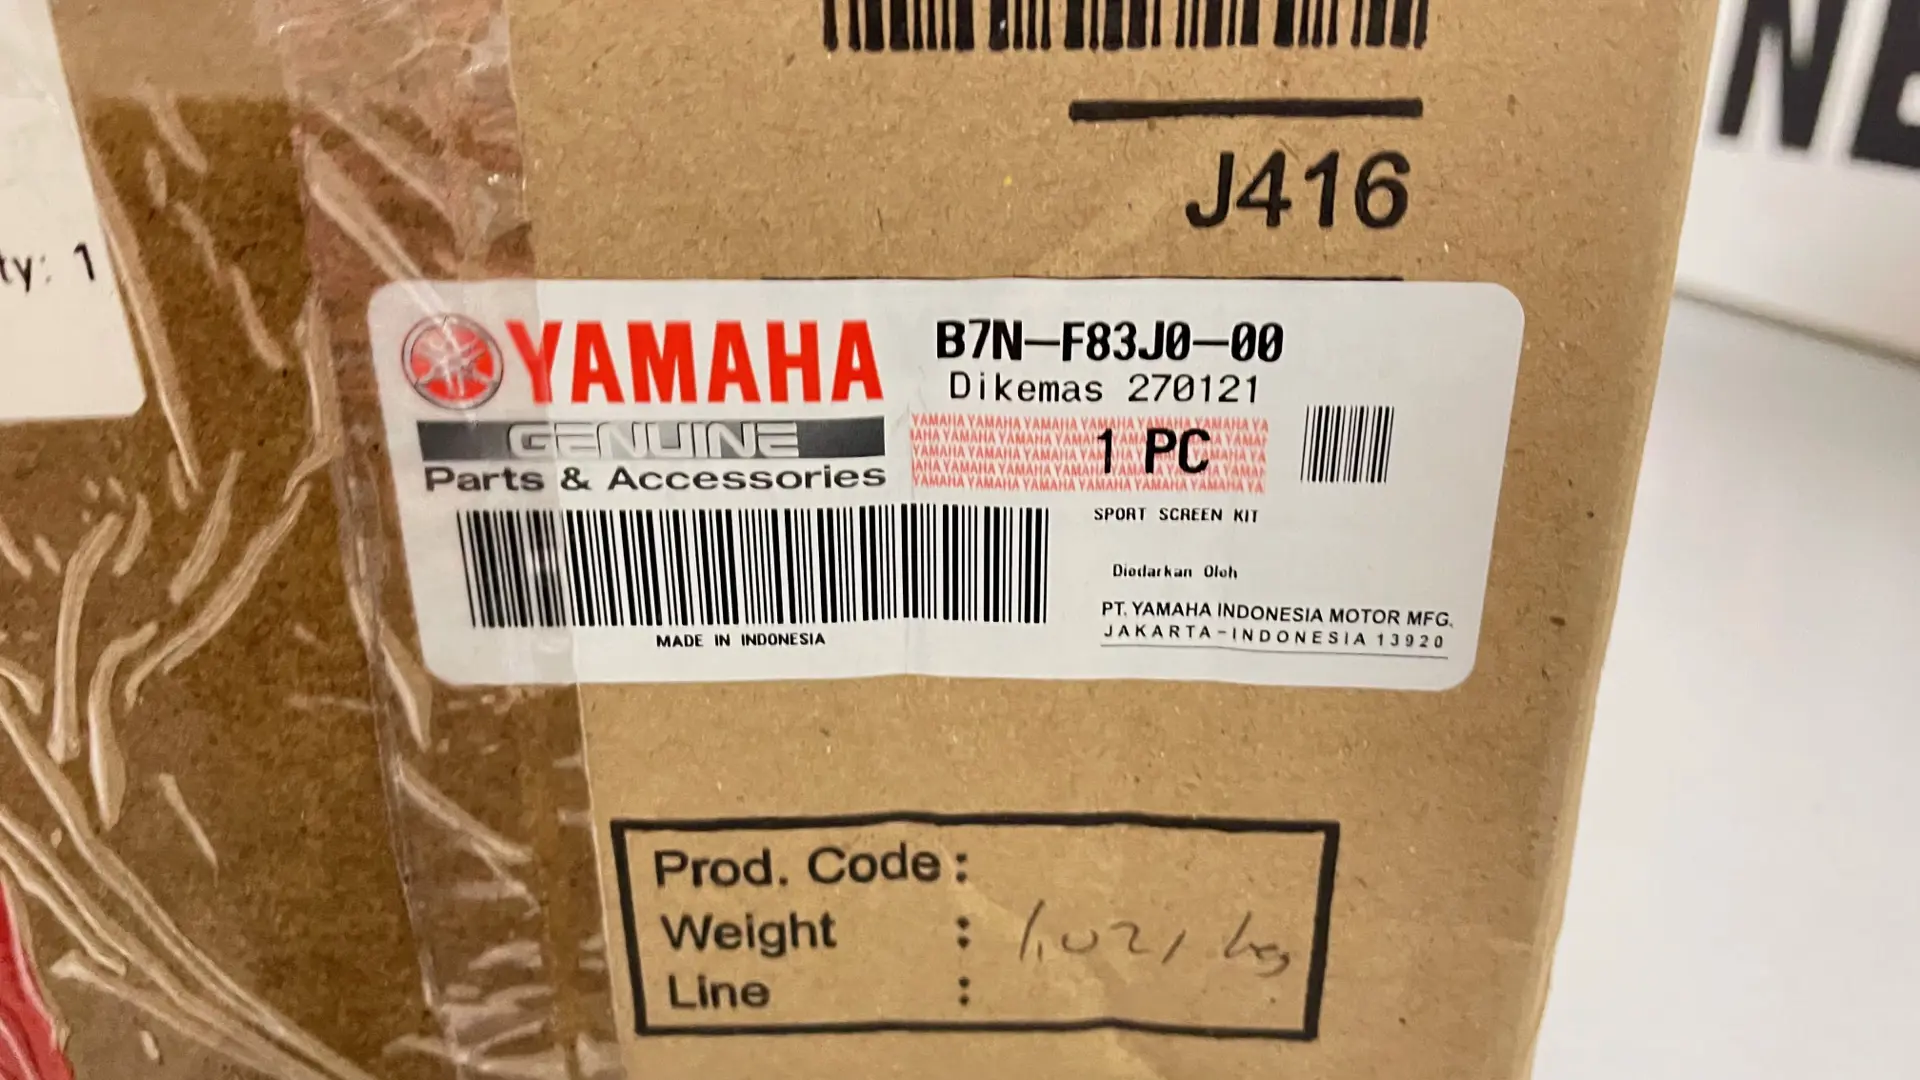 J416
ty: 1
YAMAHA
GENUINE
Parts & Accessories
B7N-F83J0-00
Dikemas 270121
1 PC
SPORT SCREEN KIT
Diedarkan Oleh
PT. YAMAHA INDONESIA MOTOR MFG.
JAKARTA-INDONESIA 13920
MADE IN INDONESIA
Prod. Code :
Weight : 1,021 kg
Line :